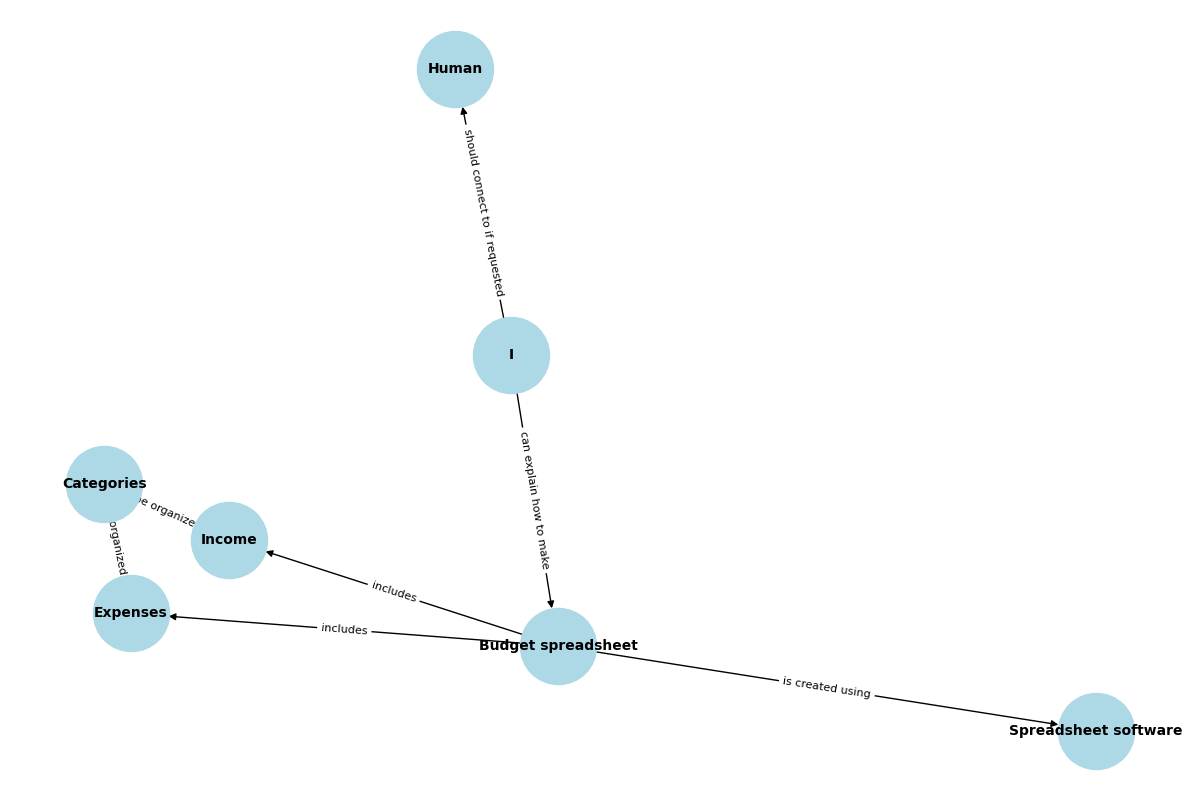 Human
should connect to if requested
I
can explain how to make
Categories
be organize
organized
Income
includes
Expenses
includes
Budget spreadsheet
is created using
Spreadsheet software